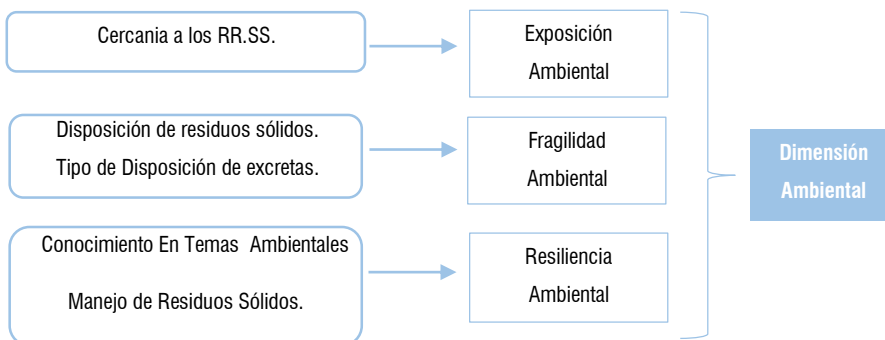 Cercania a los RR.SS.
Exposición
Ambiental
Disposición de residuos sólidos.
Tipo de Disposición de excretas.
Fragilidad
Ambiental
Conocimiento En Temas Ambientales
Manejo de Residuos Sólidos.
Resiliencia
Ambiental
Dimensión
Ambiental